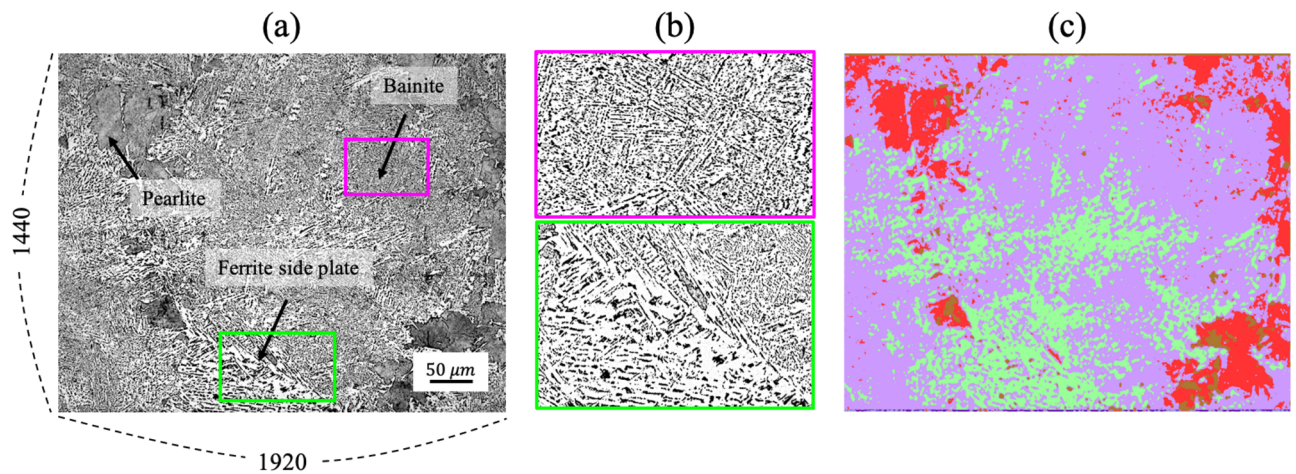 (a)
(b)
(c)
Bainite
Pearlite
1440
Ferrite side plate
50 μm
1920